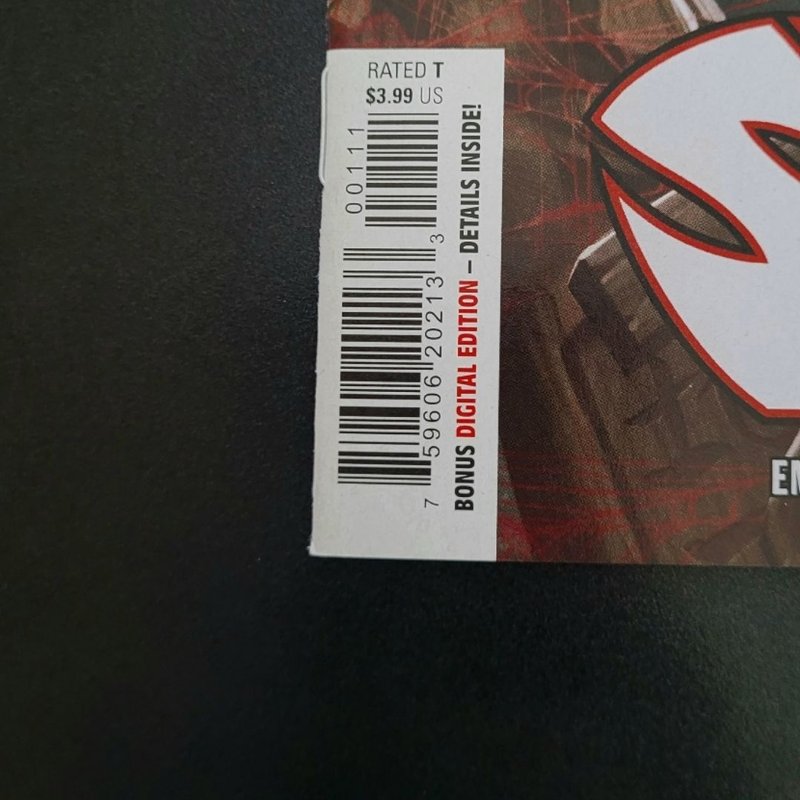 RATED T
$3.99 US
00111
7 59606 20213 3
BONUS DIGITAL EDITION – DETAILS INSIDE!